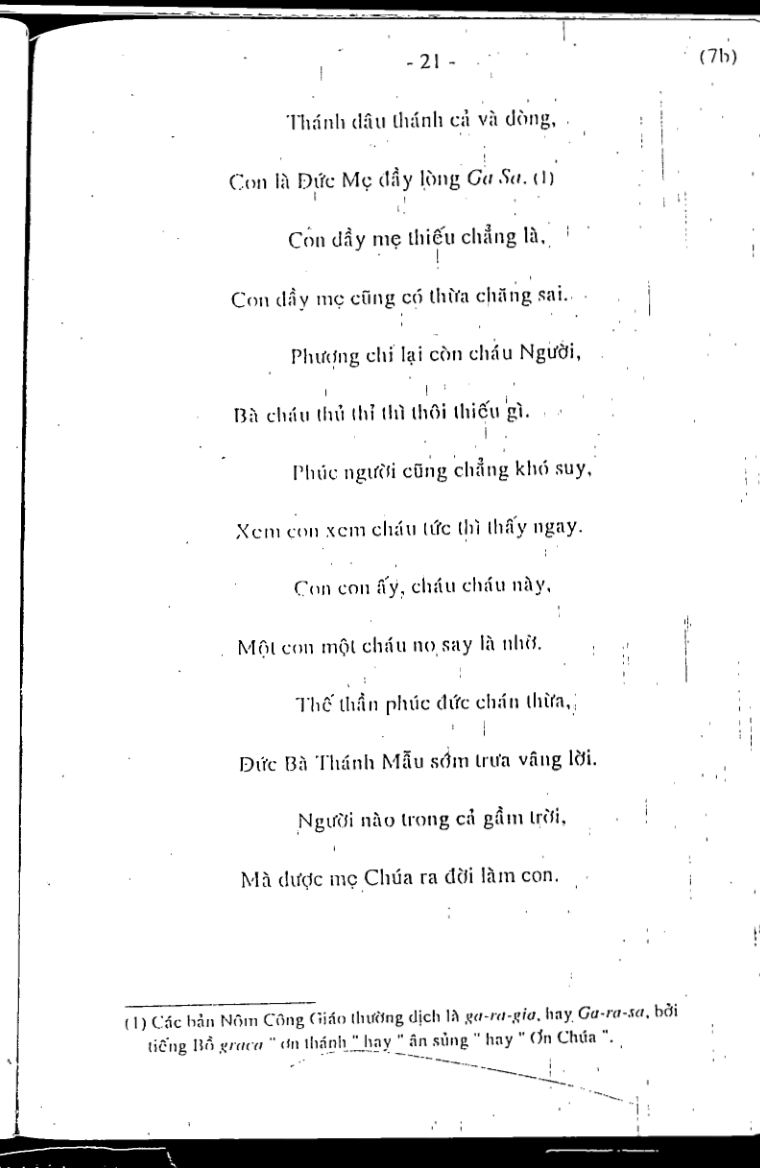 - 21 -
(7b)
Thánh dâu thánh cả và dòng,
Con là Đức Mẹ đầy lòng Ga Sa. (1)
Con đầy mẹ thiếu chẳng là,
Con đầy mẹ cũng có thừa chăng sai.
Phượng chi lại còn cháu Người,
Bà cháu thủ thỉ thì thôi thiếu gì.
Phúc người cũng chẳng khó suy,
Xem con xem cháu tức thì thấy ngay.
Con con ấy, cháu cháu này,
Một con một cháu no say là nhờ.
Thế thần phúc đức chán thừa,
Đức Bà Thánh Mẫu sớm trưa vâng lời.
Người nào trong cả gầm trời,
Mà được mẹ Chúa ra đời làm con.
(1) Các bản Nôm Công Giáo thường dịch là ga-ra-gia, hay Ga-ra-sa, bởi
tiếng Bồ graca " ơn thánh " hay " ân sủng " hay " Ơn Chúa ".